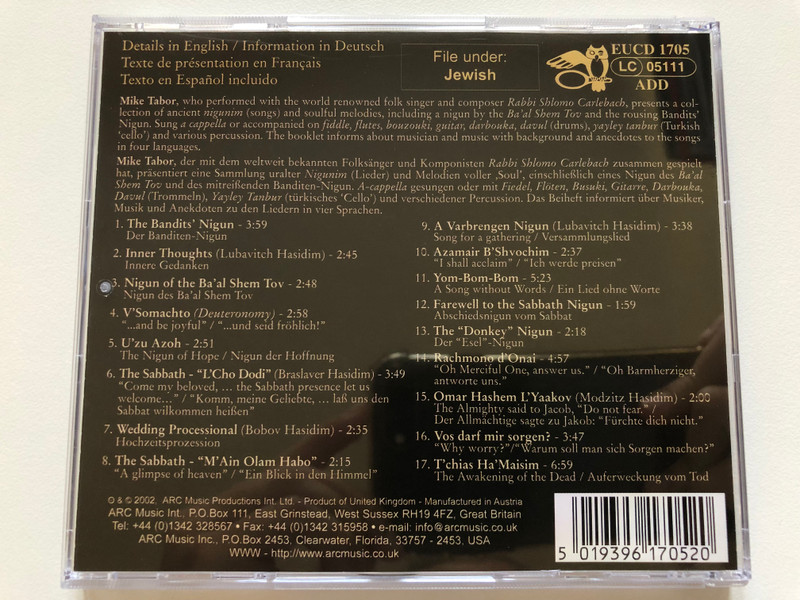 Details in English / Information in Deutsch
Texte de présentation en Français
Texto en Español incluido
File under:
Jewish
EUCD 1705
LC 05111
ADD
Mike Tabor, who performed with the world renowned folk singer and composer Rabbi Shlomo Carlebach, presents a col-
lection of ancient nigunim (songs) and soulful melodies, including a nigun by the Ba'al Shem Tov and the rousing Bandits'
Nigun. Sung a cappella or accompanied on fiddle, flutes, bouzouki, guitar, darbouka, davul (drums), yayley tanbur (Turkish
'cello') and various percussion. The booklet informs about musician and music with background and anecdotes to the songs
in four languages.
Mike Tabor, der mit dem weltweit bekannten Folksänger und Komponisten Rabbi Shlomo Carlebach zusammen gespielt
hat, präsentiert eine Sammlung uralter Nigunim (Lieder) und Melodien voller ,Soul', einschließlich eines Nigun des Ba'al
Shem Tov und des mitreißenden Banditen-Nigun. A-cappella gesungen oder mit Fiedel, Flöten, Busuki, Gitarre, Darbouka,
Davul (Trommeln), Yayley Tanbur (türkisches 'Cello') und verschiedener Percussion. Das Beiheft informiert über Musiker,
Musik und Anekdoten zu den Liedern in vier Sprachen.
1. The Bandits' Nigun - 3:59
Der Banditen-Nigun
2. Inner Thoughts (Lubavitch Hasidim) - 2:45
Innere Gedanken
3. Nigun of the Ba'al Shem Tov - 2:48
Nigun des Ba'al Shem Tov
4. V'Somachto (Deuteronomy) - 2:58
"...and be joyful" / "...und seid fröhlich!"
5. U'zu Azoh - 2:51
The Nigun of Hope / Nigun der Hoffnung
6. The Sabbath - "L'Cho Dodi" (Braslaver Hasidim) - 3:49
"Come my beloved, ... the Sabbath presence let us
welcome..." / "Komm, meine Geliebte, ... laß uns den
Sabbat willkommen heißen"
7. Wedding Processional (Bobov Hasidim) - 2:35
Hochzeitsprozession
8. The Sabbath - "M'Ain Olam Habo" - 2:15
"A glimpse of heaven" / "Ein Blick in den Himmel"
9. A Varbrengen Nigun (Lubavitch Hasidim) - 3:38
Song for a gathering / Versammlungslied
10. Azamair B'Shvochim - 2:37
"I shall acclaim" / "Ich werde preisen"
11. Yom-Bom-Bom - 5:23
A Song without Words / Ein Lied ohne Worte
12. Farewell to the Sabbath Nigun - 1:59
Abschiedsnigun vom Sabbat
13. The "Donkey" Nigun - 2:18
Der "Esel"-Nigun
14. Rachmono d'Onai - 4:57
"Oh Merciful One, answer us." / "Oh Barmherziger,
antworte uns."
15. Omar Hashem L'Yaakov (Modzitz Hasidim) - 2:00
The Almighty said to Jacob, "Do not fear." /
Der Allmächtige sagte zu Jakob: "Fürchte dich nicht."
16. Vos darf mir sorgen? - 3:47
"Why worry?"/"Warum soll man sich Sorgen machen?"
17. T'chias Ha'Maisim - 6:59
The Awakening of the Dead / Auferweckung vom Tod
℗ & © 2002, ARC Music Productions Int. Ltd. - Product of United Kingdom - Manufactured in Austria
ARC Music Int., P.O.Box 111, East Grinstead, West Sussex RH19 4FZ, Great Britain
Tel: +44 (0)1342 328567 • Fax: +44 (0)1342 315958 • e-mail: info@arcmusic.co.uk
ARC Music Inc., P.O.Box 2453, Clearwater, Florida, 33757 - 2453, USA
WWW - http://www.arcmusic.co.uk
5 019396 170520